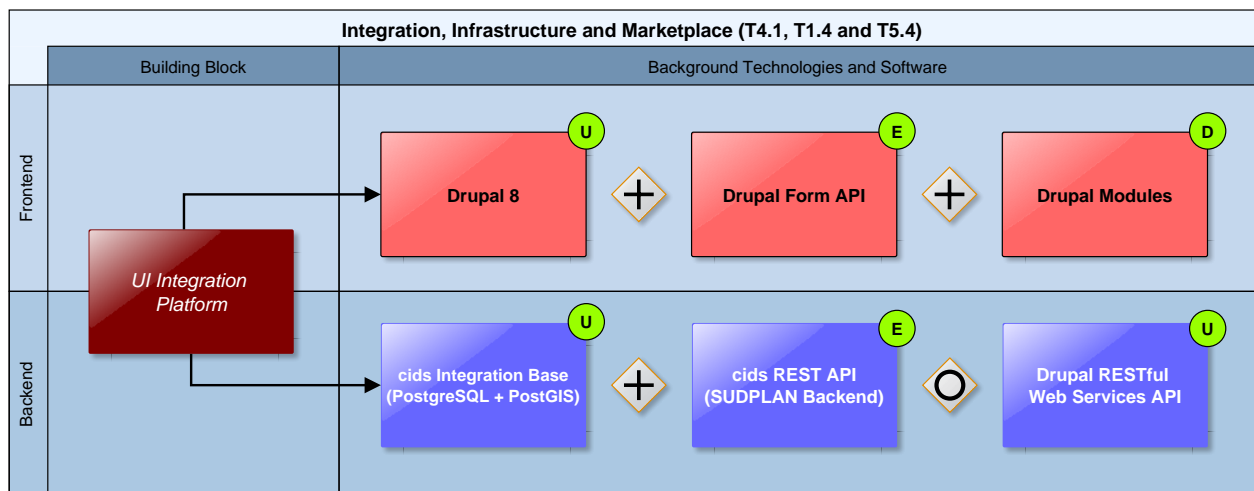 Integration, Infrastructure and Marketplace (T4.1, T1.4 and T5.4)
Building Block
Background Technologies and Software
Frontend
U
E
D
Drupal 8
Drupal Form API
Drupal Modules
UI Integration
Platform
Backend
U
E
U
cids Integration Base
(PostgreSQL + PostGIS)
cids REST API
(SUDPLAN Backend)
Drupal RESTful
Web Services API